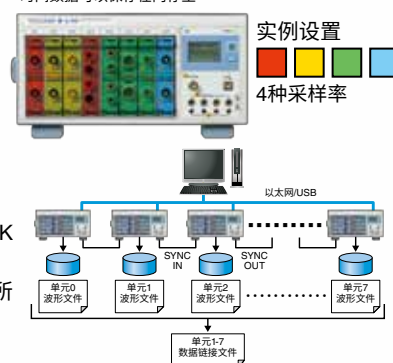 实例设置
4种采样率
以太网/USB
K
SYNC IN
SYNC OUT
所
单元0
波形文件
单元1
波形文件
单元2
波形文件
单元7
波形文件
单元1-7
数据链接文件